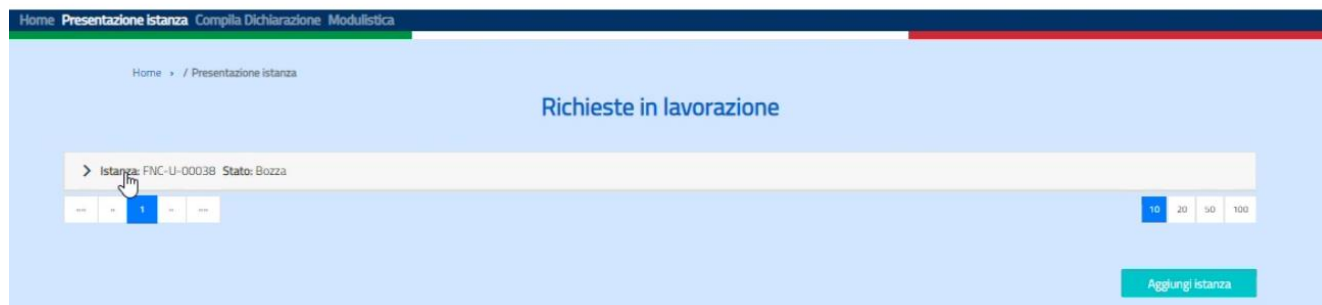 Home Presentazione istanza Compila Dichiarazione Modulistica
Home > / Presentazione istanza
Richieste in lavorazione
Istanza: FNC-U-00038 Stato: Bozza
1
10 20 50 100
Aggiungi istanza